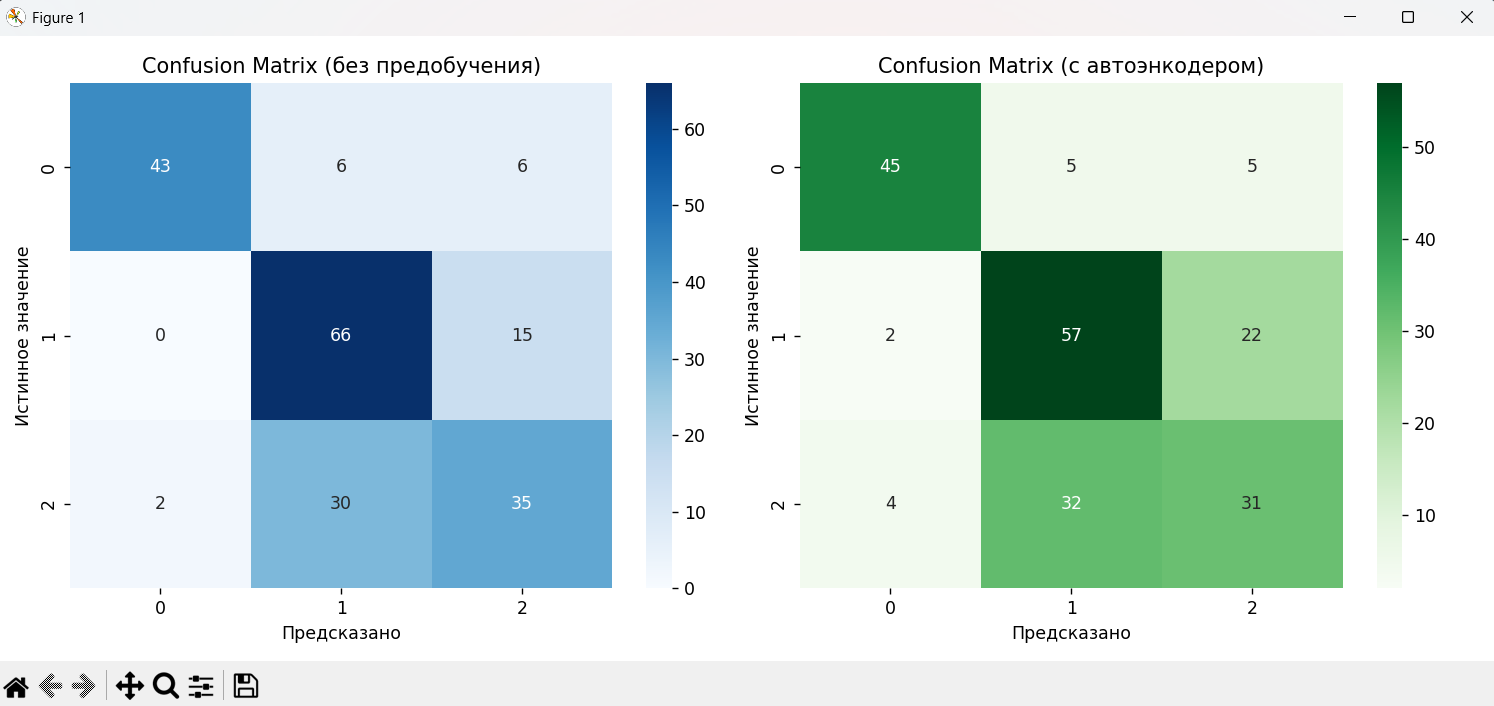 Figure 1
Confusion Matrix (без предобучения)
Истинное значение
0
1
2
43 6 6
0 66 15
2 30 35
0 1 2
Предсказано
60
50
40
30
20
10
0
Confusion Matrix (с автоэнкодером)
Истинное значение
0
1
2
45 5 5
2 57 22
4 32 31
0 1 2
Предсказано
50
40
30
20
10